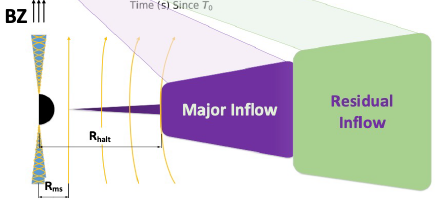 Time (s) Since T₀
BZ
Major Inflow
Residual
Inflow
Rhalt
Rms